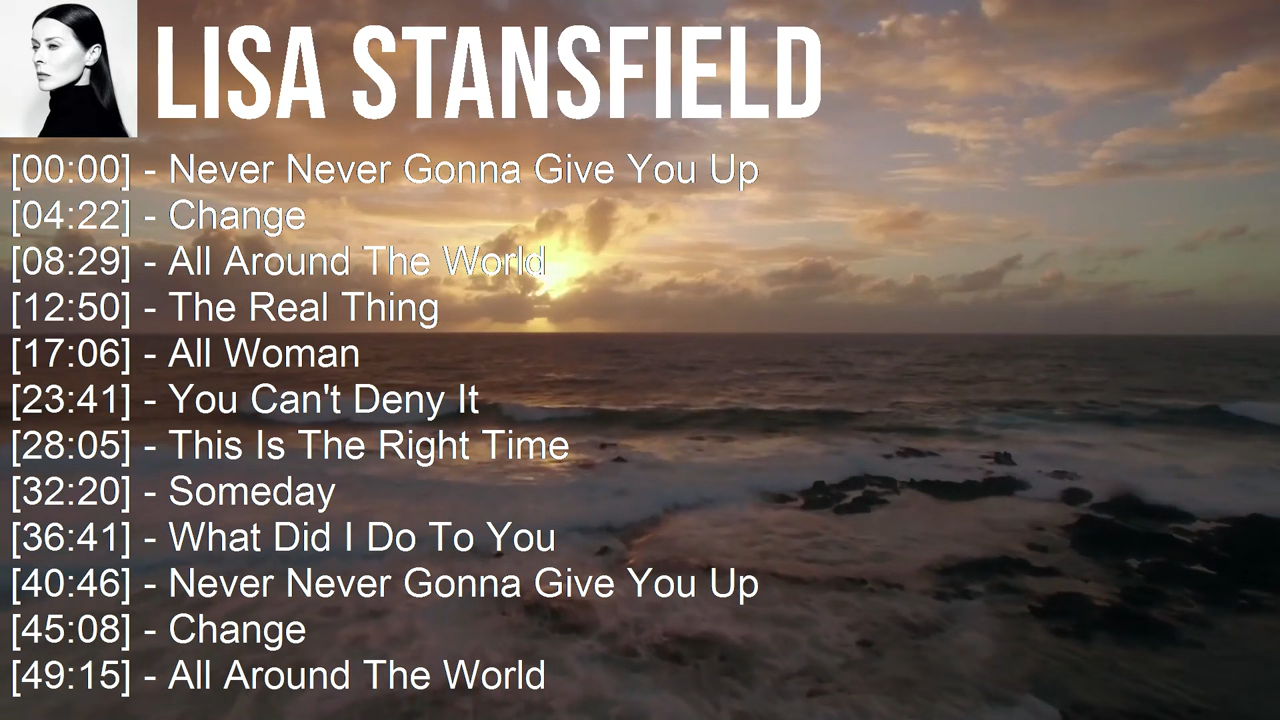 LISA STANSFIELD
[00:00] - Never Never Gonna Give You Up
[04:22] - Change
[08:29] - All Around The World
[12:50] - The Real Thing
[17:06] - All Woman
[23:41] - You Can't Deny It
[28:05] - This Is The Right Time
[32:20] - Someday
[36:41] - What Did I Do To You
[40:46] - Never Never Gonna Give You Up
[45:08] - Change
[49:15] - All Around The World